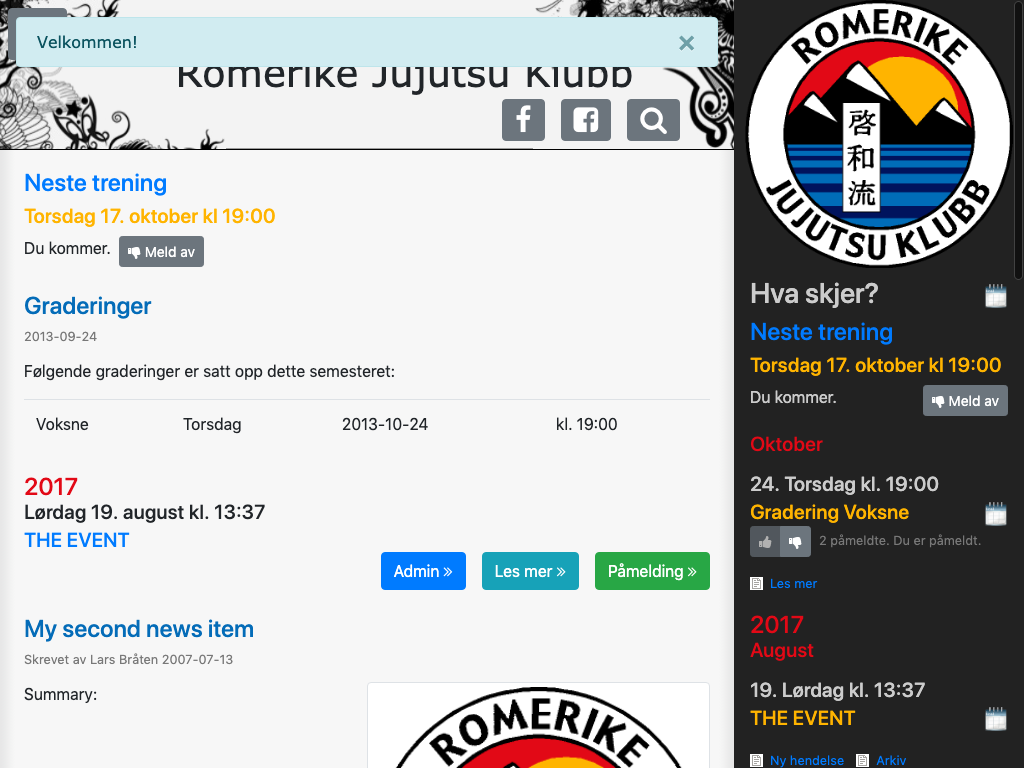 Velkommen!
×
Romerike Jujutsu Klubb
Neste trening
Torsdag 17. oktober kl 19:00
Du kommer. Meld av
Graderinger
2013-09-24
Følgende graderinger er satt opp dette semesteret:
Voksne Torsdag 2013-10-24 kl. 19:00
2017
Lørdag 19. august kl. 13:37
THE EVENT
Admin » Les mer » Påmelding »
My second news item
Skrevet av Lars Bråten 2007-07-13
Summary:
ROMERIKE
ROMERIKE
啓和流
JUJUTSU KLUBB
Hva skjer?
Neste trening
Torsdag 17. oktober kl 19:00
Du kommer. Meld av
Oktober
24. Torsdag kl. 19:00
Gradering Voksne
2 påmeldte. Du er påmeldt.
Les mer
2017
August
19. Lørdag kl. 13:37
THE EVENT
Ny hendelse Arkiv